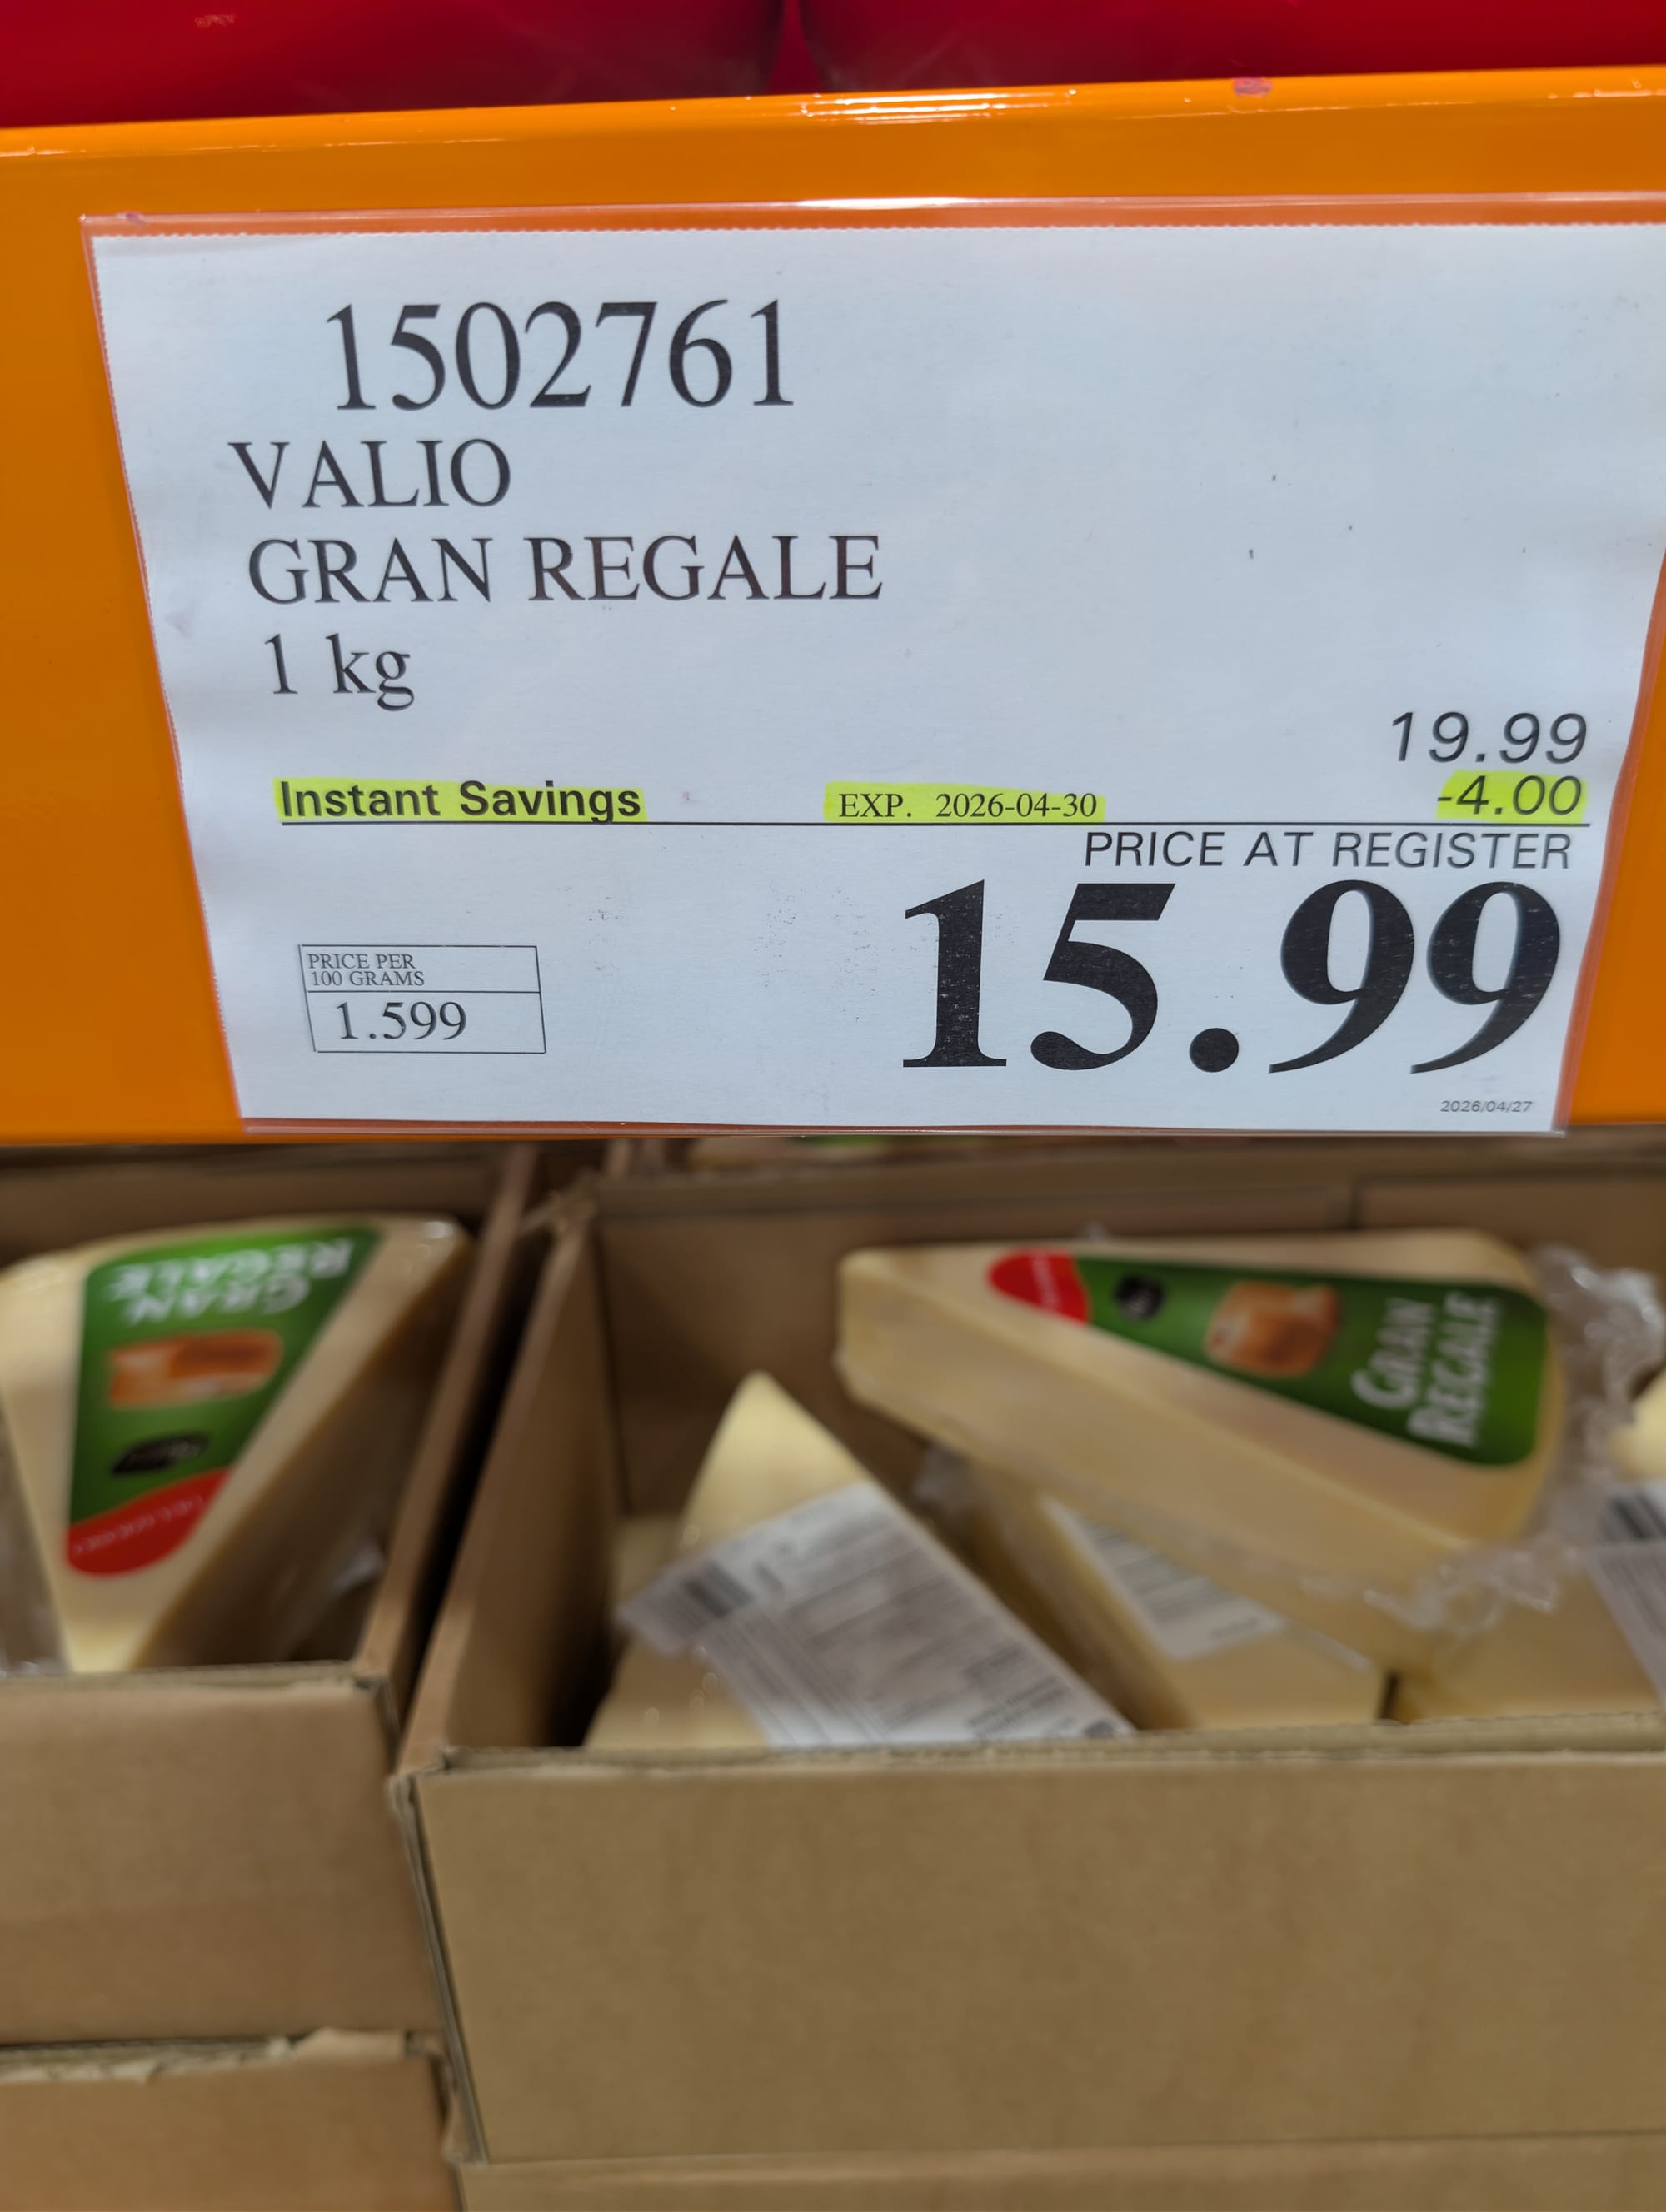 1502761
VALIO
GRAN REGALE
1 kg
19.99
Instant Savings EXP. 2026-04-30 -4.00
PRICE AT REGISTER
15.99
PRICE PER
100 GRAMS
1.599
2026/04/27
GRAN
REGALE
GRAN
REGALE